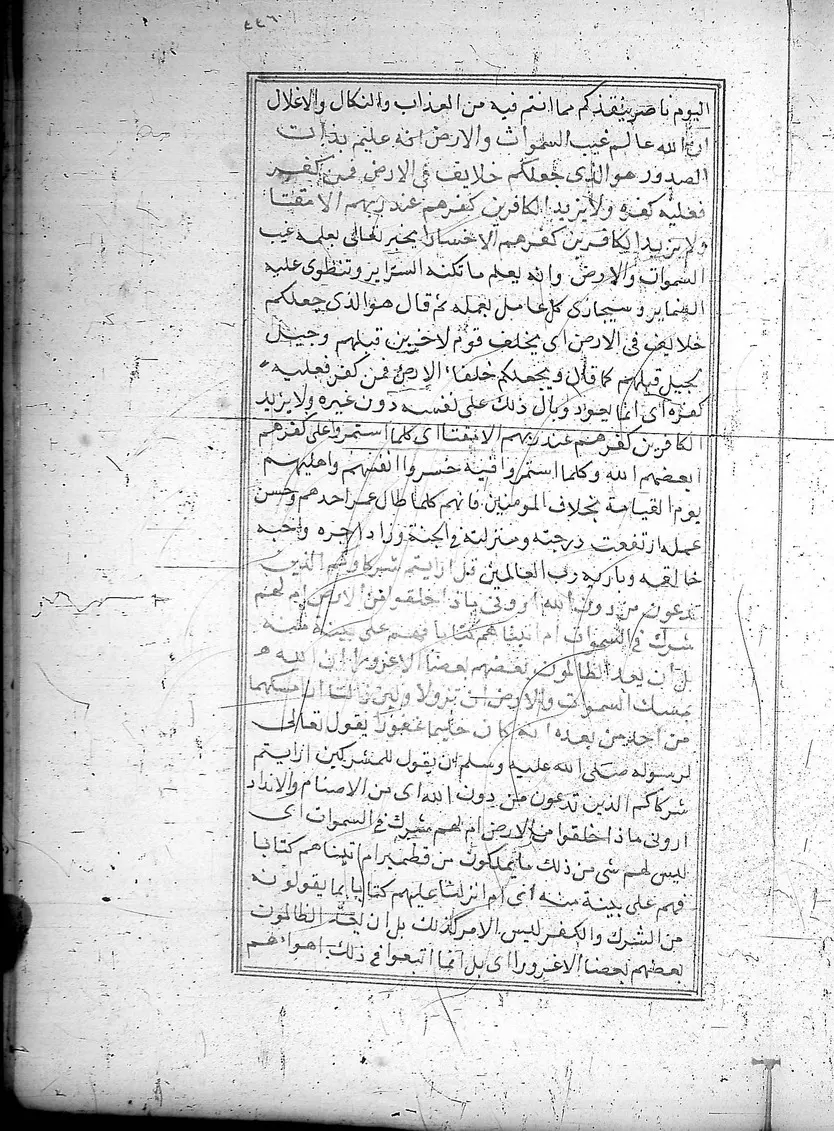 ٤٤٦
اليوم ناصر ينقذكم مما انتم فيه من العذاب والنكال والاغلال
ان الله عالم غيب السموات والارض انه عليم بذات
الصدور هو الذى جعلكم خلايف فى الارض فمن كفر
فعليه كفره ولا يزيد الكافرين كفرهم عند ربهم الا مقتا
ولا يزيد الكافرين كفرهم الا خسارا يخبر تعالى بعلمه غيب
السموات والارض وانه يعلم ما تكنه السراير وتنطوى عليه
الضماير وسيجازى كل عامل بعمله ثم قال هو الذى جعلكم
خلايف فى الارض اى يخلف قوم لاخرين قبلهم وجيل
لجيل قبلهم كما قال ويجعلكم خلفاء الارض فمن كفر فعليه
كفره اى انما يعود وبال ذلك على نفسه دون غيره ولا يزيد
الكافرين كفرهم عند ربهم الا مقتا اى كلما استمروا على كفرهم
ابغضهم الله وكلما استمروا فيه خسروا انفسهم واهليهم
يوم القيامة بخلاف المومنين فانهم كلما طال عمر احدهم وحسن
عمله ارتفعت درجته ومنزلته فى الجنة وزاد اجره واحبه
خالقه وباريه رب العالمين قل ارايتم شركاوكم الذين
تدعون من دون الله ارونى ماذا خلقوا من الارض ام لهم
شرك فى السموات ام اتيناهم كتابا فهم على بينة منه
بل ان يعد الظالمون بعضهم بعضا الا غرورا ان الله
يمسك السموات والارض ان تزولا ولين زالتا ان امسكهما
من احد من بعده انه كان حليما غفورا يقول تعالى
لرسوله صلى الله عليه وسلم ان يقول للمشركين ارايتم
شركاكم الذين تدعون من دون الله اى من الاصنام والانداد
ارونى ماذا خلقوا من الارض ام لهم شرك فى السموات اى
ليس لهم شى من ذلك ما يملكون من قطمير ام اتيناهم كتابا
فهم على بينة منه اى ام انزلنا عليهم كتابا بما يقولونه
من الشرك والكفر ليس الامر كذلك بل ان يعد الظالمون
بعضهم بعضا الا غرورا اى بل انما اتبعوا فى ذلك اهواءهم